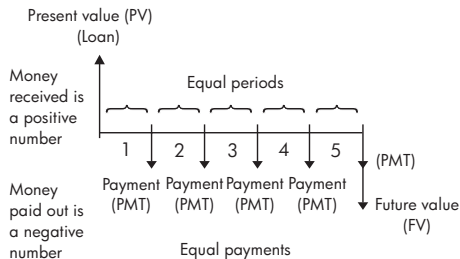 Present value (PV)
(Loan)
Money
received is
a positive
number
Equal periods
1 2 3 4 5
(PMT)
Payment Payment Payment Payment
(PMT) (PMT) (PMT) (PMT)
Money
paid out is
a negative
number
Future value
(FV)
Equal payments